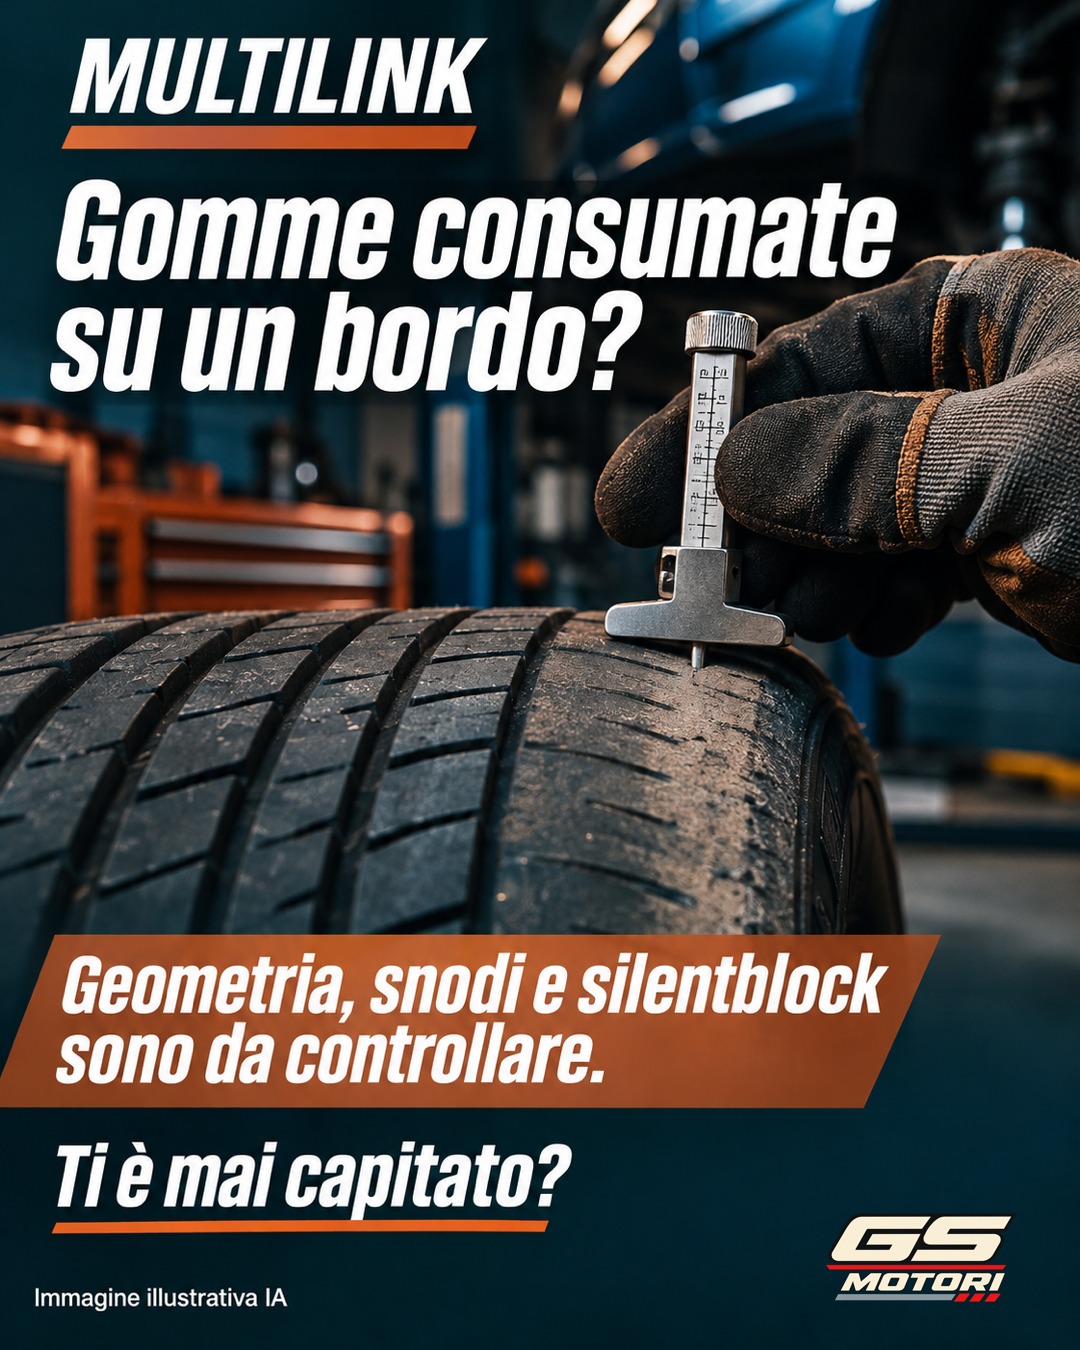 MULTILINK
Gomme consumate
su un bordo?
Geometria, snodi e silentblock
sono da controllare.
Ti è mai capitato?
GS
MOTORI
Immagine illustrativa IA